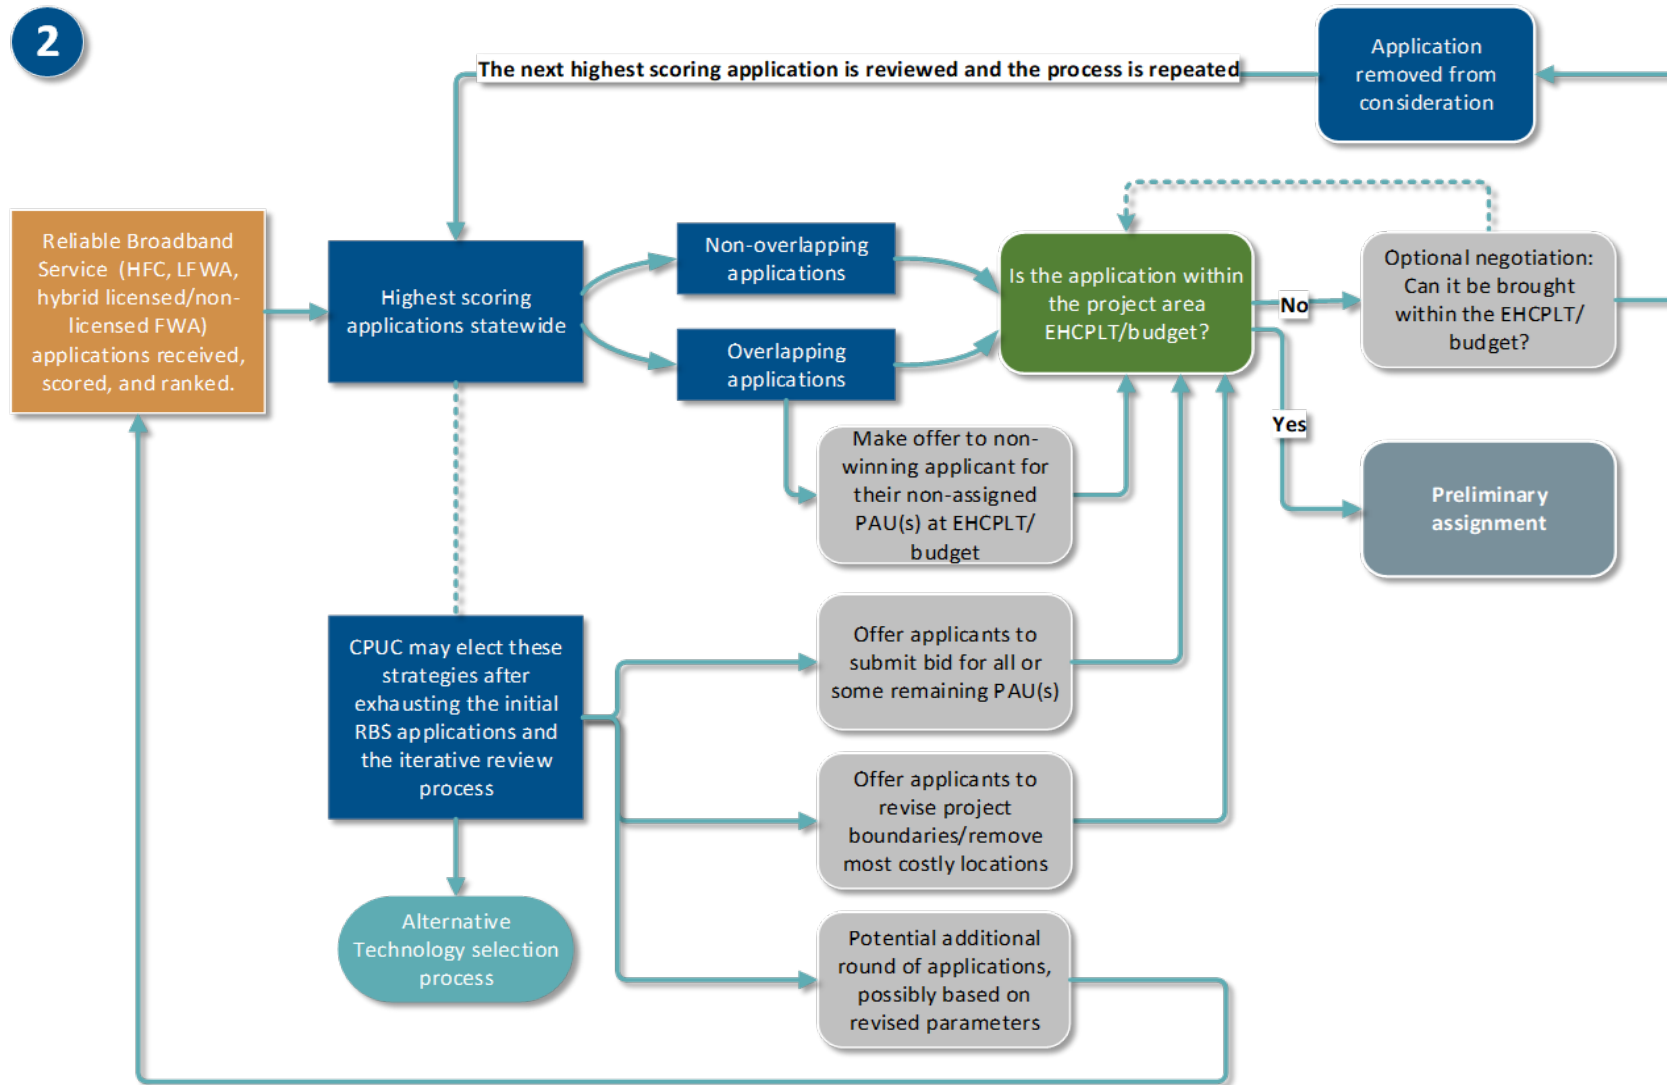 2
The next highest scoring application is reviewed and the process is repeated
Application
removed from
consideration
Reliable Broadband
Service (HFC, LFWA,
hybrid licensed/non-
licensed FWA)
applications received,
scored, and ranked.
Highest scoring
applications statewide
Non-overlapping
applications
Overlapping
applications
Is the application within
the project area
EHCPLT/budget?
No
Yes
Optional negotiation:
Can it be brought
within the EHCPLT/
budget?
Make offer to non-
winning applicant for
their non-assigned
PAU(s) at EHCPLT/
budget
Preliminary
assignment
CPUC may elect these
strategies after
exhausting the initial
RBS applications and
the iterative review
process
Offer applicants to
submit bid for all or
some remaining PAU(s)
Offer applicants to
revise project
boundaries/remove
most costly locations
Alternative
Technology selection
process
Potential additional
round of applications,
possibly based on
revised parameters